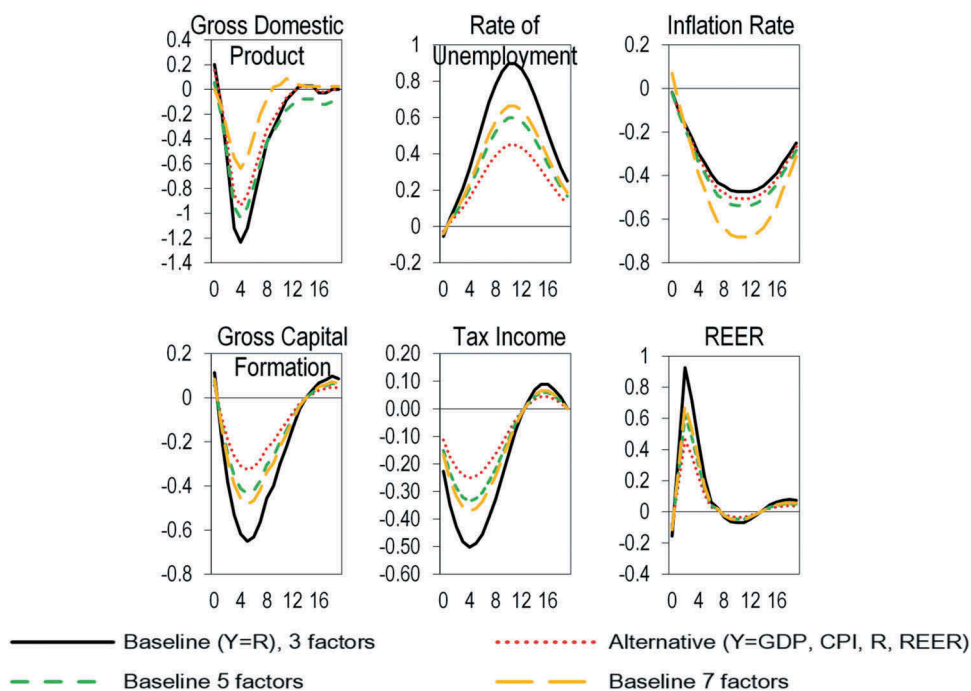 Gross Domestic
Product
0.4
0.2
0
-0.2
-0.4
-0.6
-0.8
-1
-1.2
-1.4
0 4 8 12 16
Rate of
Unemployment
1
0.8
0.6
0.4
0.2
0
-0.2
0 4 8 12 16
Inflation Rate
0.2
0
-0.2
-0.4
-0.6
-0.8
0 4 8 12 16
Gross Capital
Formation
0.2
0
-0.2
-0.4
-0.6
-0.8
0 4 8 12 16
Tax Income
0.20
0.10
0.00
-0.10
-0.20
-0.30
-0.40
-0.50
-0.60
0 4 8 12 16
REER
1
0.8
0.6
0.4
0.2
0
-0.2
-0.4
0 4 8 12 16
Baseline (Y=R), 3 factors
Alternative (Y=GDP, CPI, R, REER)
Baseline 5 factors
Baseline 7 factors